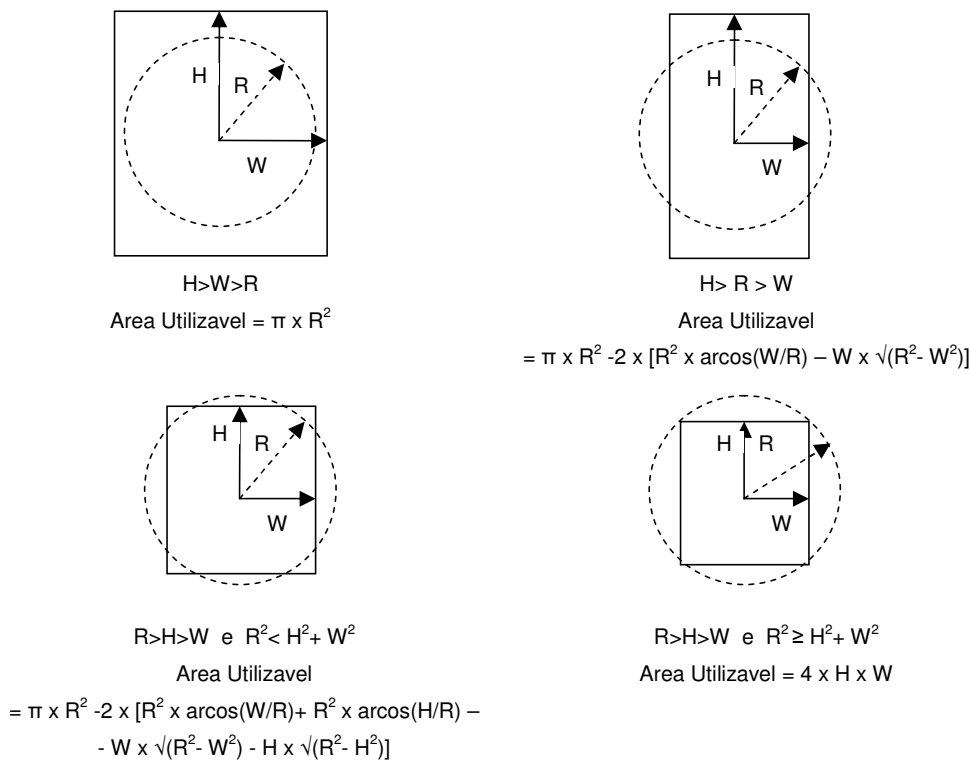 H
R
W
H>W>R
Area Utilizavel = π x R²
H
R
W
H> R > W
Area Utilizavel
= π x R² -2 x [R² x arcos(W/R) – W x √(R²- W²)]
H
R
W
R>H>W e R²< H²+ W²
Area Utilizavel
= π x R² -2 x [R² x arcos(W/R)+ R² x arcos(H/R) –
- W x √(R²- W²) - H x √(R²- H²)]
H
R
W
R>H>W e R² ≥ H²+ W²
Area Utilizavel = 4 x H x W